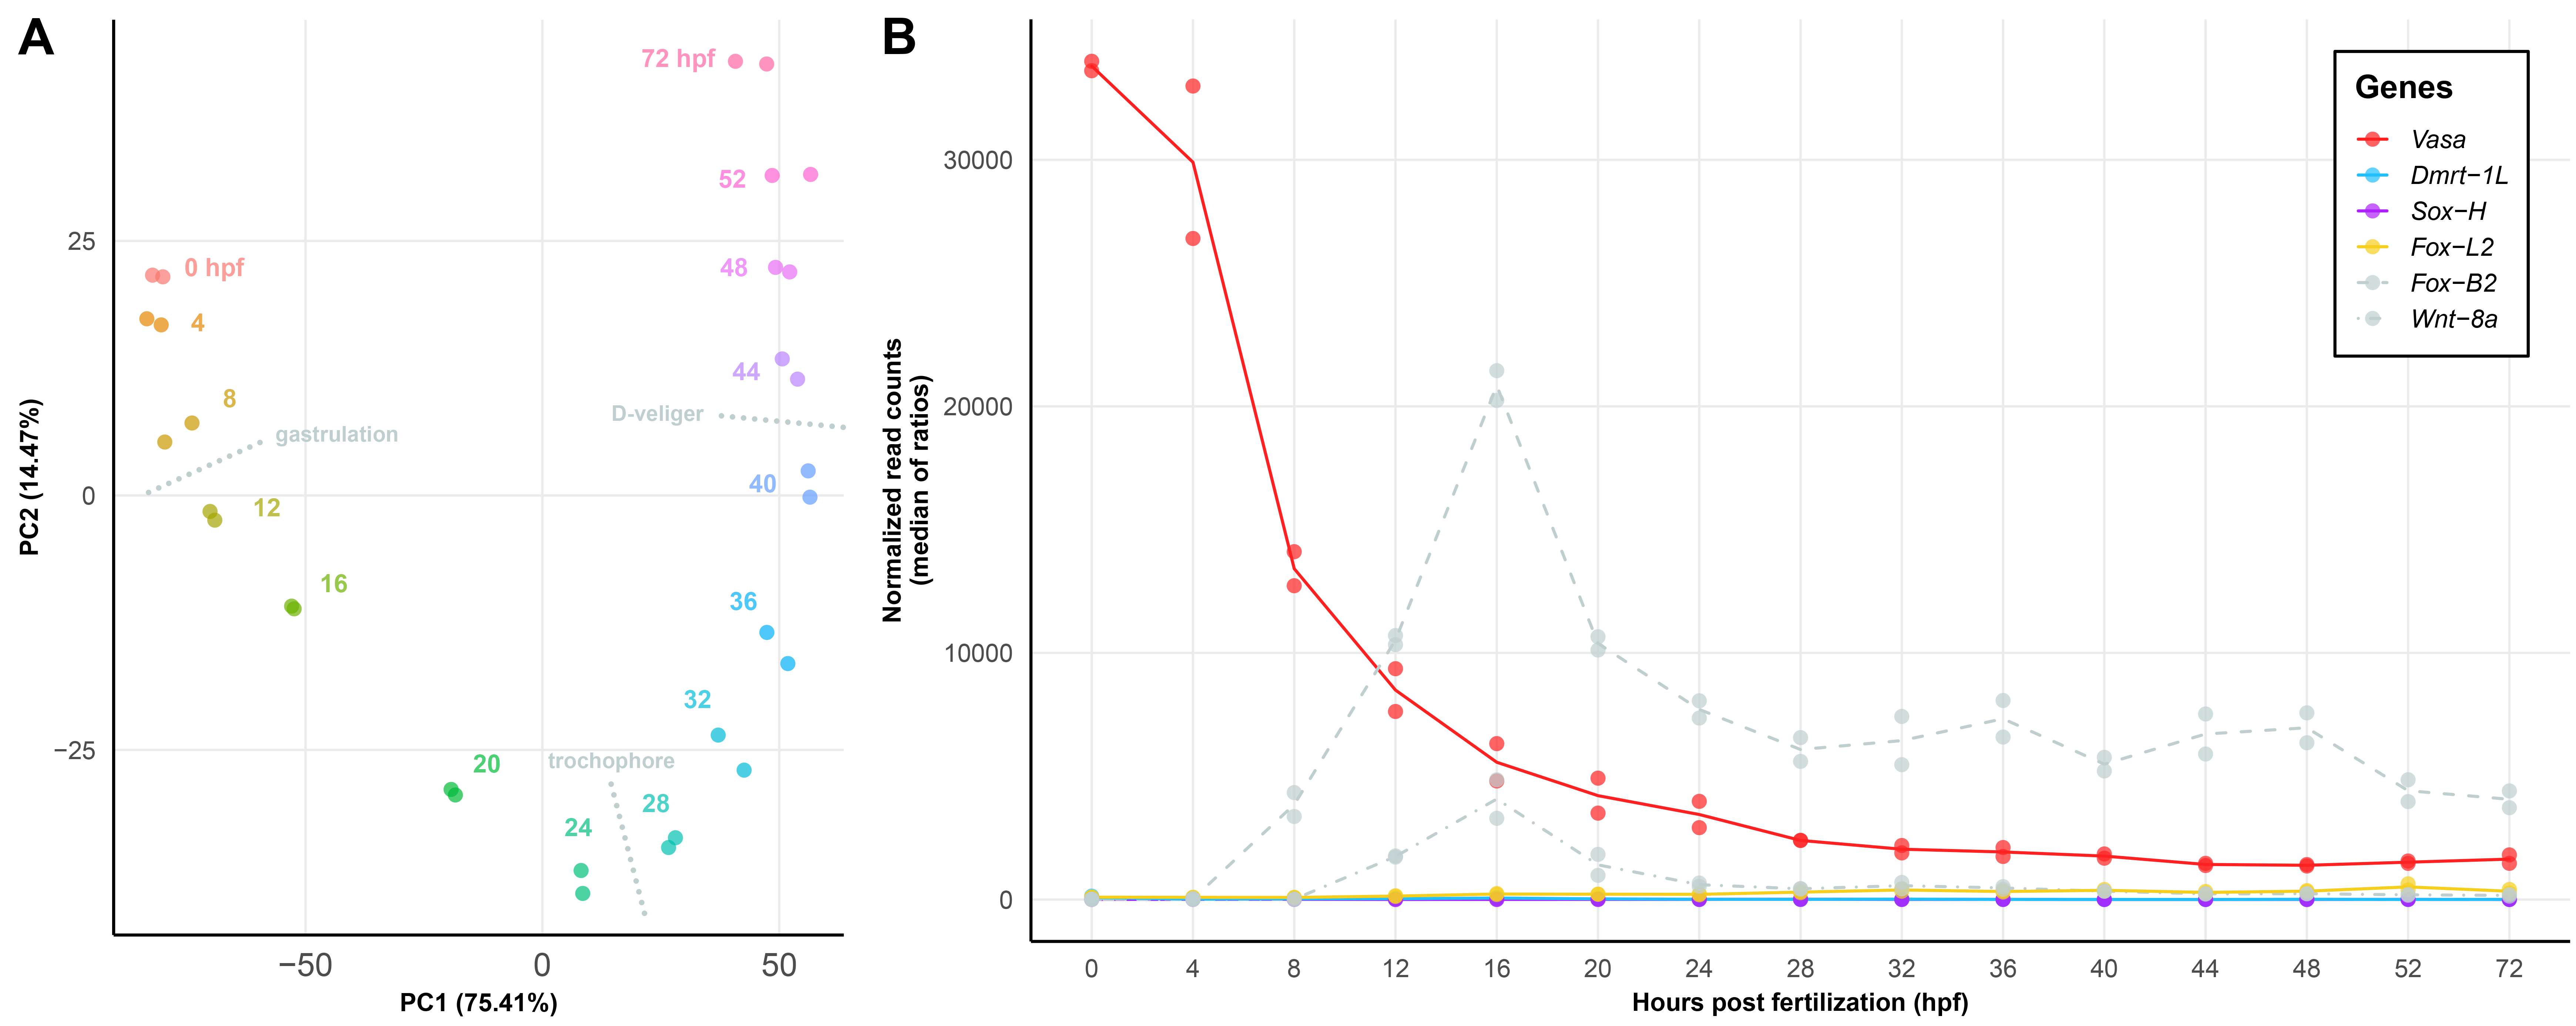 A
72 hpf
52
25
48
0 hpf
4
44
8
D-veliger
gastrulation
0
40
12
16
36
32
−25
20
trochophore
28
24
−50
0
50
PC1 (75.41%)
PC2 (14.47%)
B
Genes
Vasa
Dmrt−1L
Sox−H
Fox−L2
Fox−B2
Wnt−8a
30000
20000
10000
0
Normalized read counts
(median of ratios)
0 4 8 12 16 20 24 28 32 36 40 44 48 52 72
Hours post fertilization (hpf)